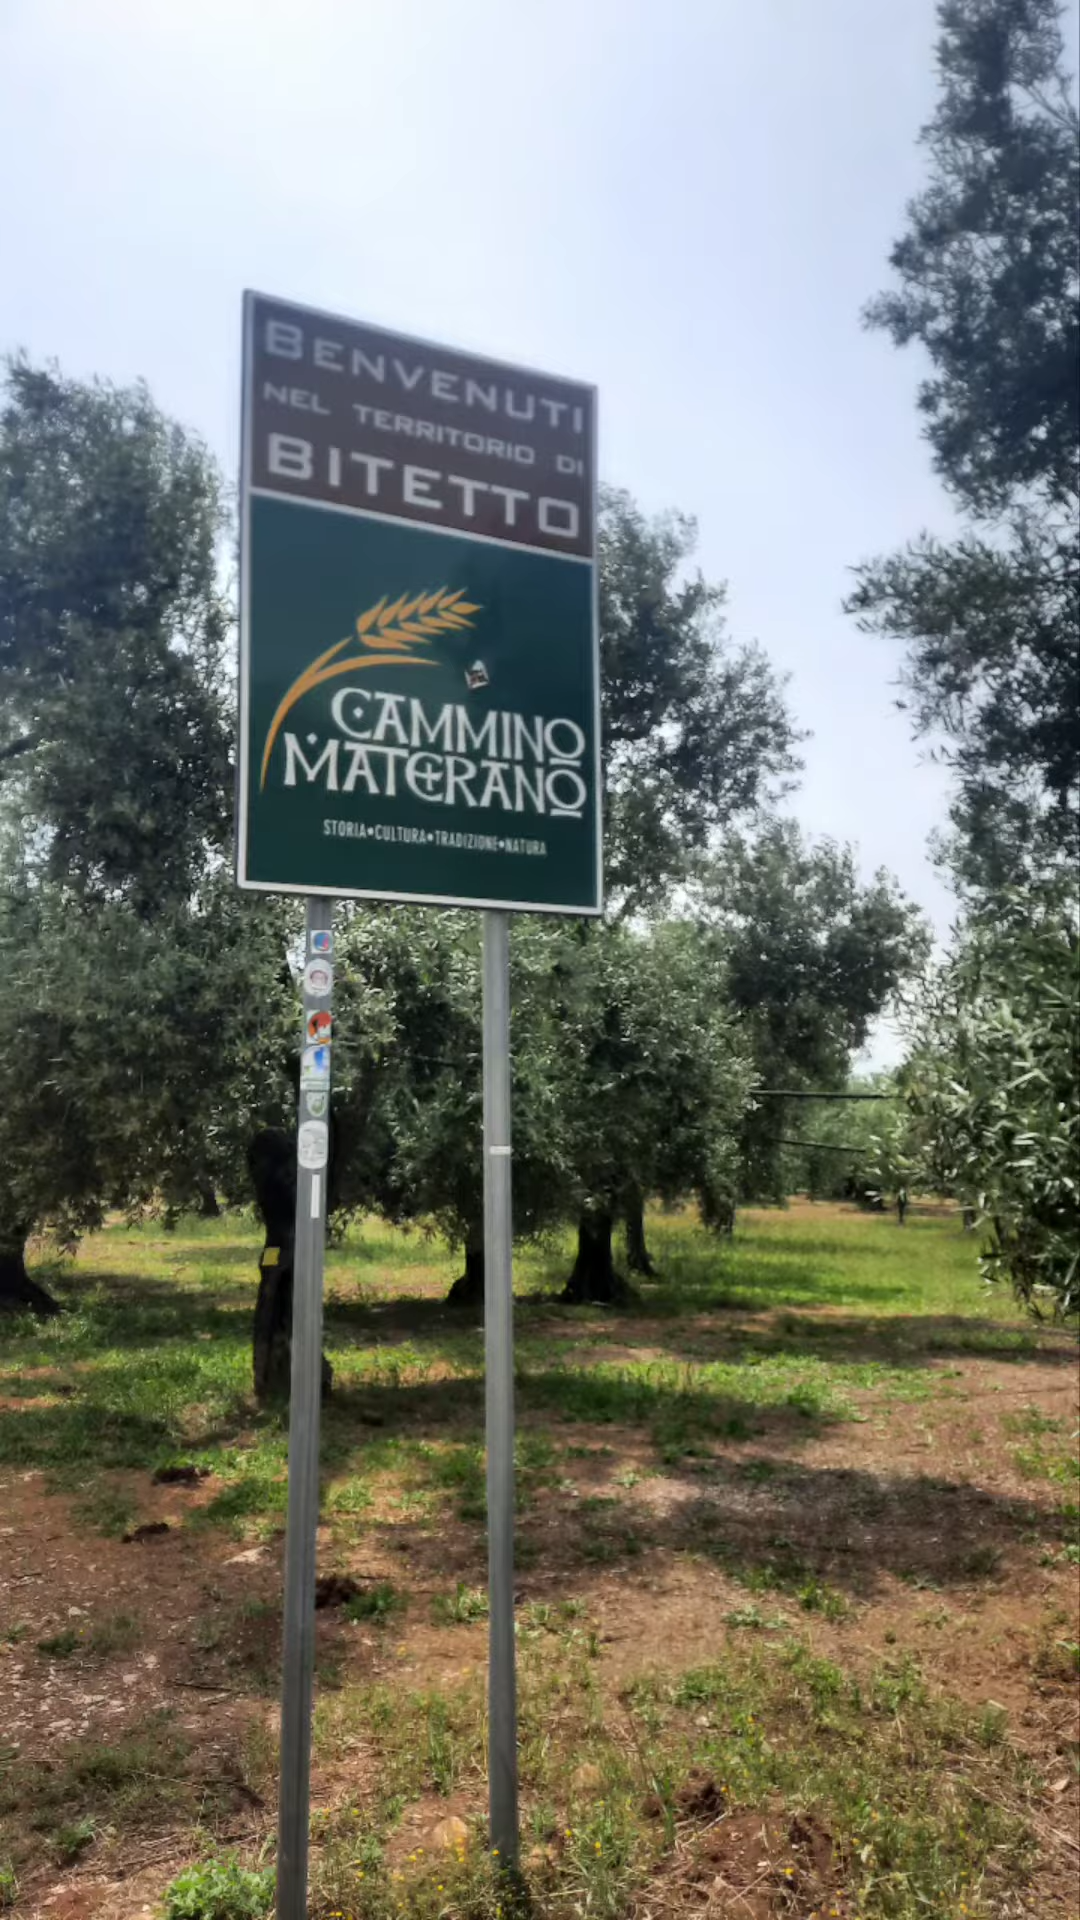 BENVENUTI
NEL TERRITORIO DI
BITETTO
CAMMINO
MATERANO
STORIA•CULTURA•TRADIZIONE•NATURA